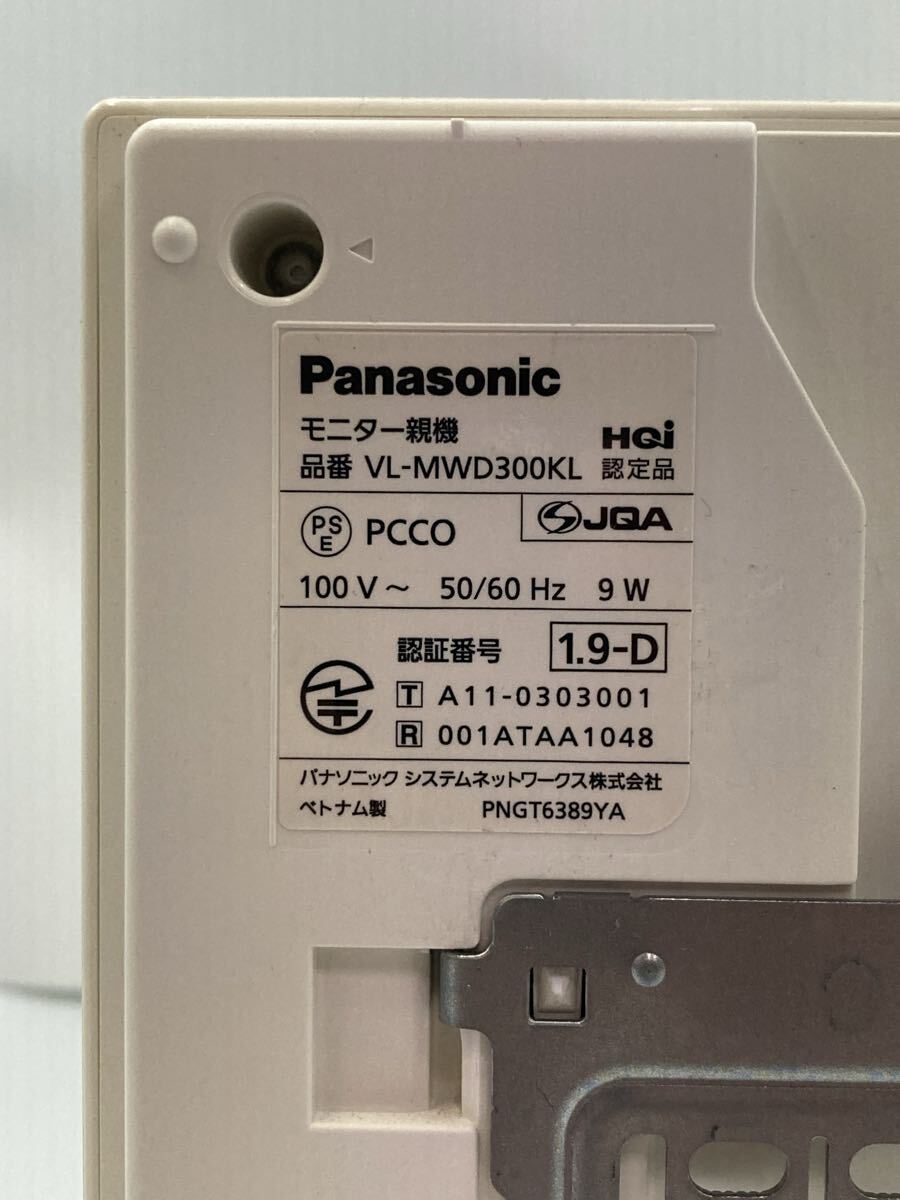 Panasonic
モニター親機
品番 VL-MWD300KL
HQi
認定品
PSE PCCO
JQA
100 V～ 50/60 Hz 9 W
認証番号 1.9-D
T A11-0303001
R 001ATAA1048
パナソニック システムネットワークス株式会社
ベトナム製 PNGT6389YA